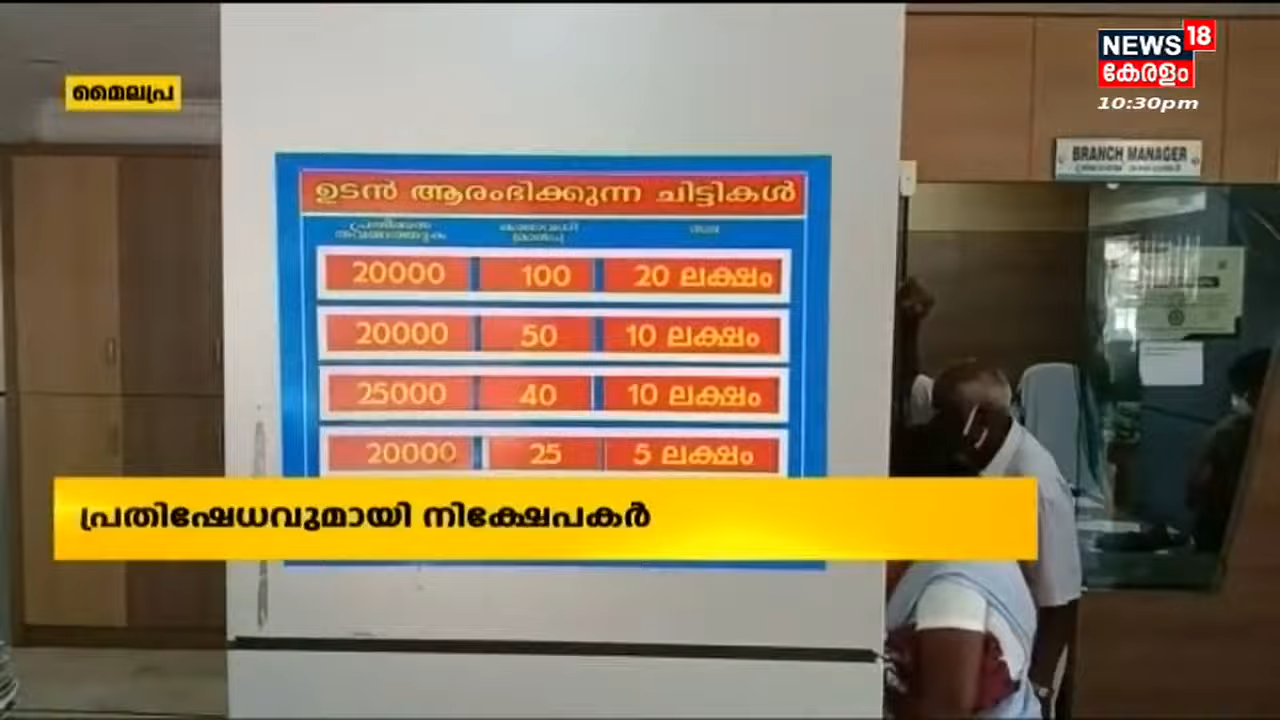 NEWS 18
കേരളം
10:30pm
മൈലപ്ര
BRANCH MANAGER
ഉടൻ ആരംഭിക്കുന്ന ചിട്ടികൾ
20000 100 20 ലക്ഷം
20000 50 10 ലക്ഷം
25000 40 10 ലക്ഷം
20000 25 5 ലക്ഷം
പ്രതിഷേധവുമായി നിക്ഷേപകർ